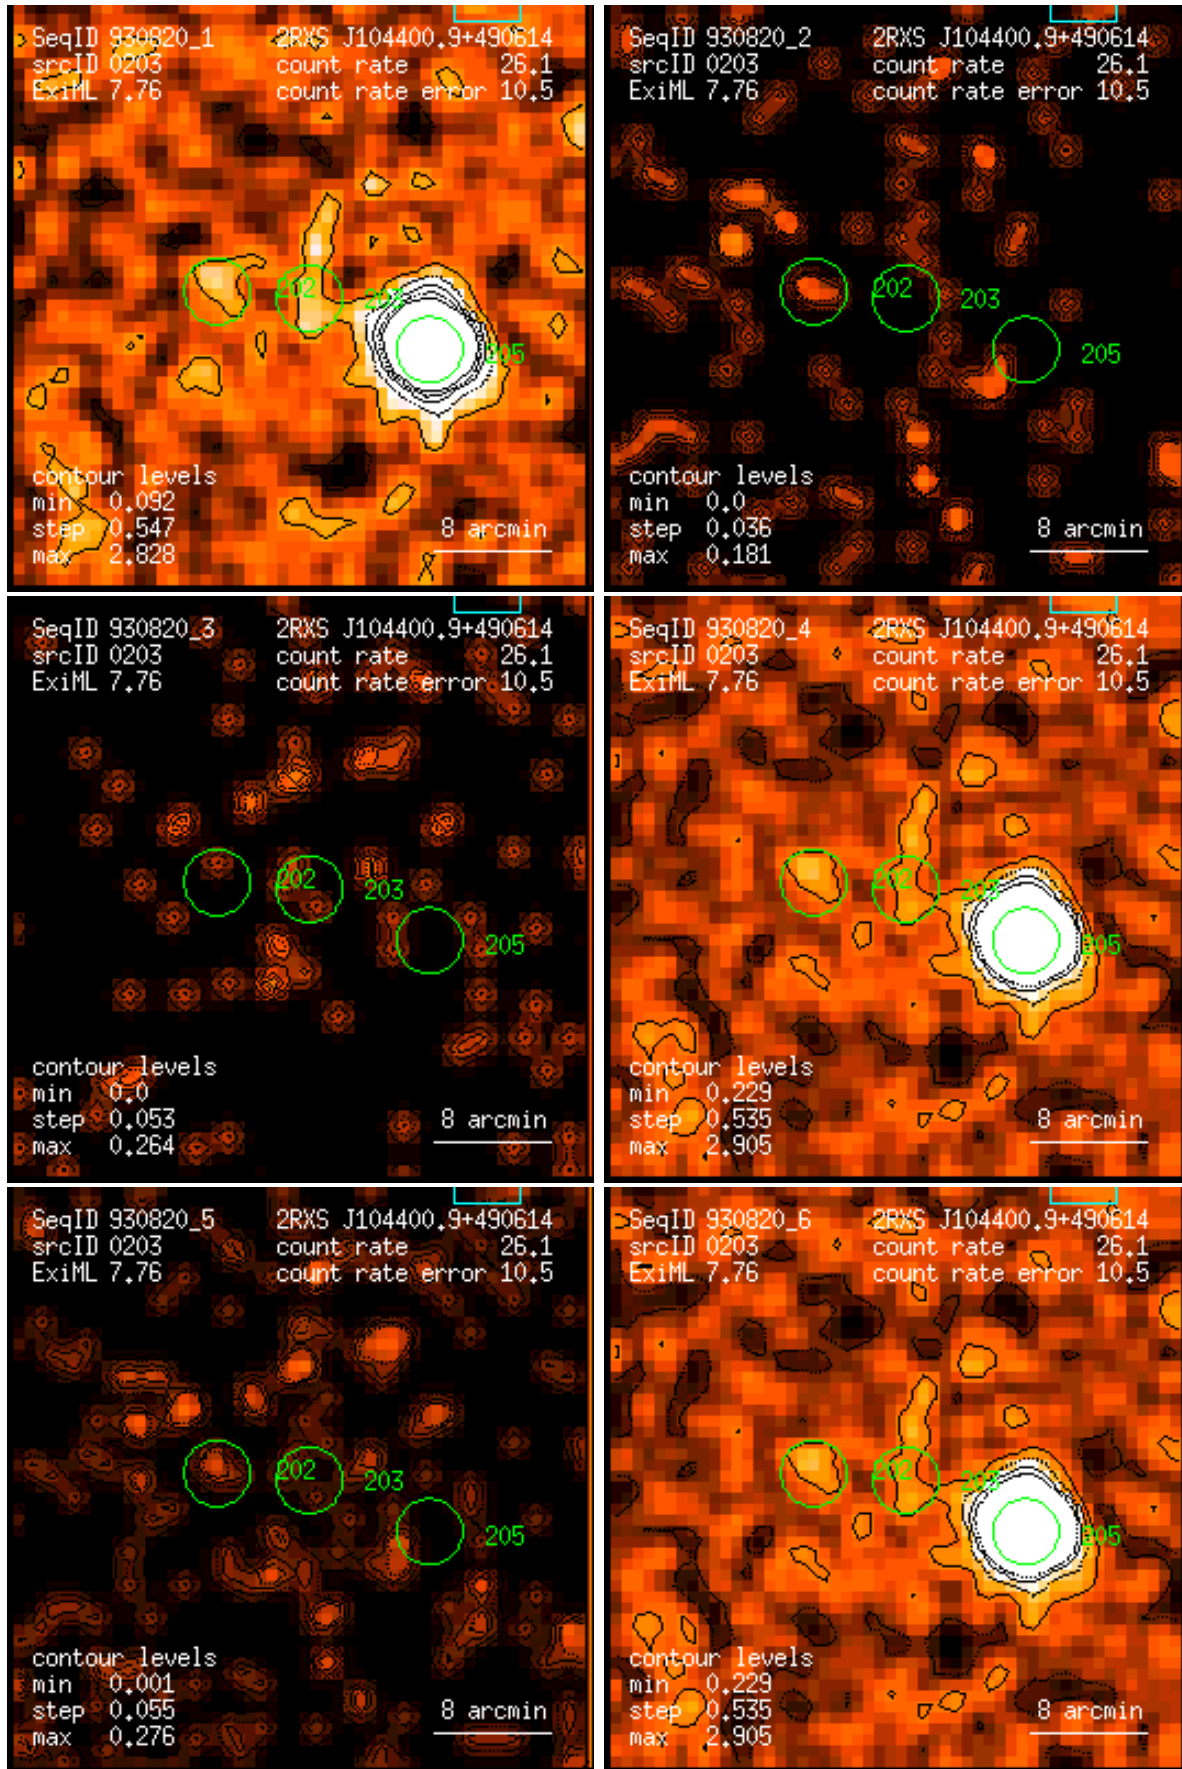 SeqID 930820_1 2RXS J104400.9+490614
srcID 0203 count rate 26.1
ExiML 7.76 count rate error 10.5
202 203
205
contour levels
min 0.092
step 0.547 8 arcmin
max 2.828
SeqID 930820_2 2RXS J104400.9+490614
srcID 0203 count rate 26.1
ExiML 7.76 count rate error 10.5
202 203
205
contour levels
min 0.0
step 0.036 8 arcmin
max 0.181
SeqID 930820_3 2RXS J104400.9+490614
srcID 0203 count rate 26.1
ExiML 7.76 count rate error 10.5
202 203
205
contour levels
min 0.0
step 0.053 8 arcmin
max 0.264
SeqID 930820_4 2RXS J104400.9+490614
srcID 0203 count rate 26.1
ExiML 7.76 count rate error 10.5
202 203
205
contour levels
min 0.229
step 0.535 8 arcmin
max 2.905
SeqID 930820_5 2RXS J104400.9+490614
srcID 0203 count rate 26.1
ExiML 7.76 count rate error 10.5
202 203
205
contour levels
min 0.001
step 0.055 8 arcmin
max 0.276
SeqID 930820_6 2RXS J104400.9+490614
srcID 0203 count rate 26.1
ExiML 7.76 count rate error 10.5
202 203
205
contour levels
min 0.229
step 0.535 8 arcmin
max 2.905